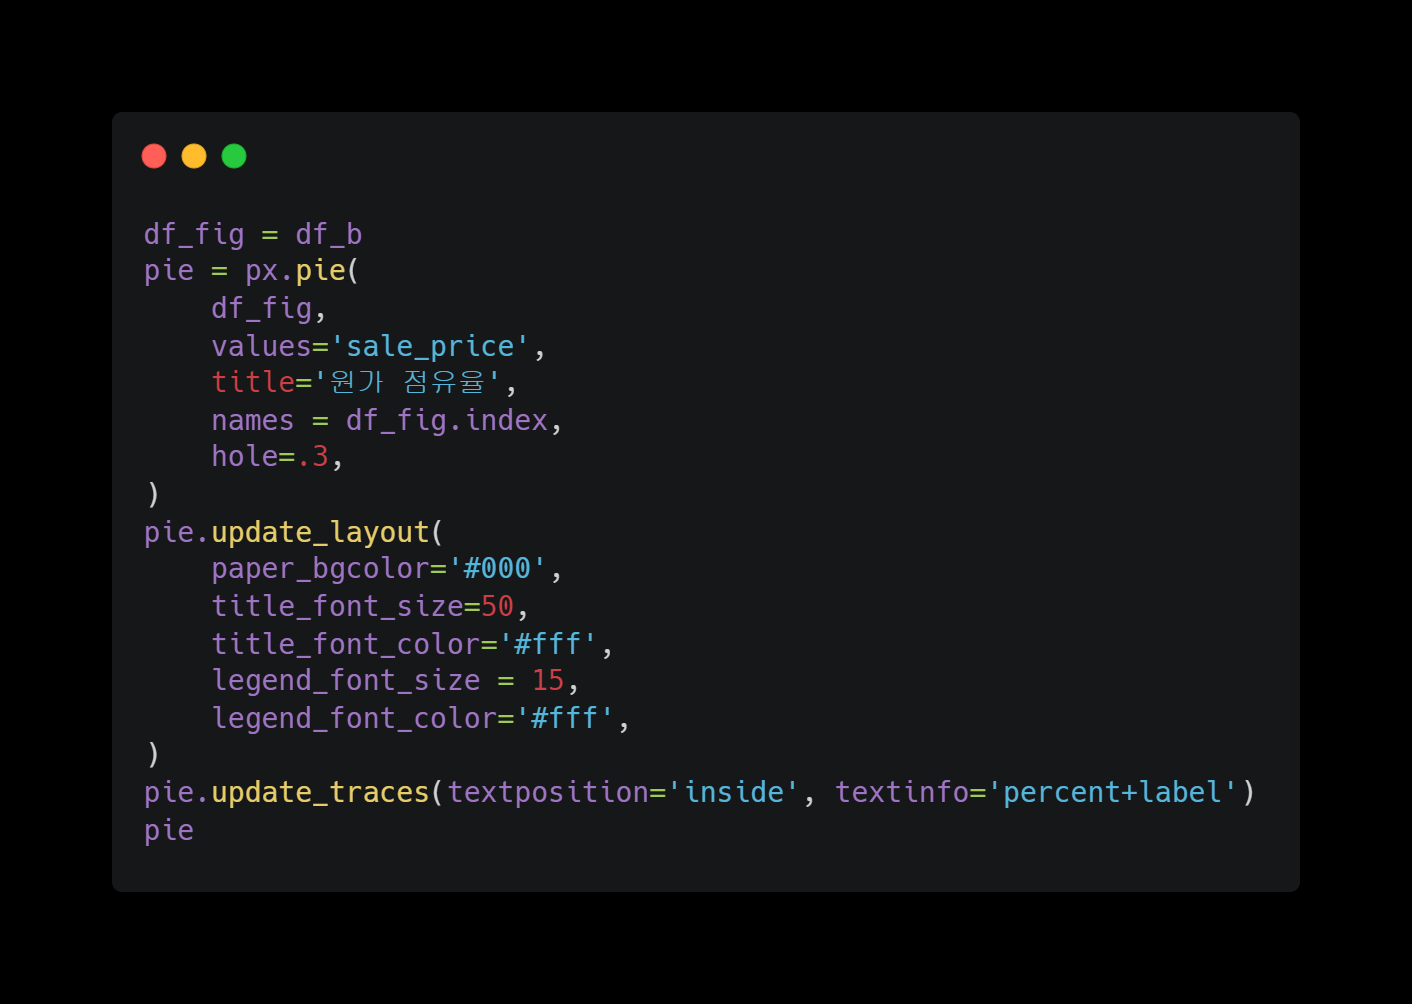 df_fig = df_b
pie = px.pie(
    df_fig,
    values='sale_price',
    title='원가 점유율',
    names = df_fig.index,
    hole=.3,
)
pie.update_layout(
    paper_bgcolor='#000',
    title_font_size=50,
    title_font_color='#fff',
    legend_font_size = 15,
    legend_font_color='#fff',
)
pie.update_traces(textposition='inside', textinfo='percent+label')
pie